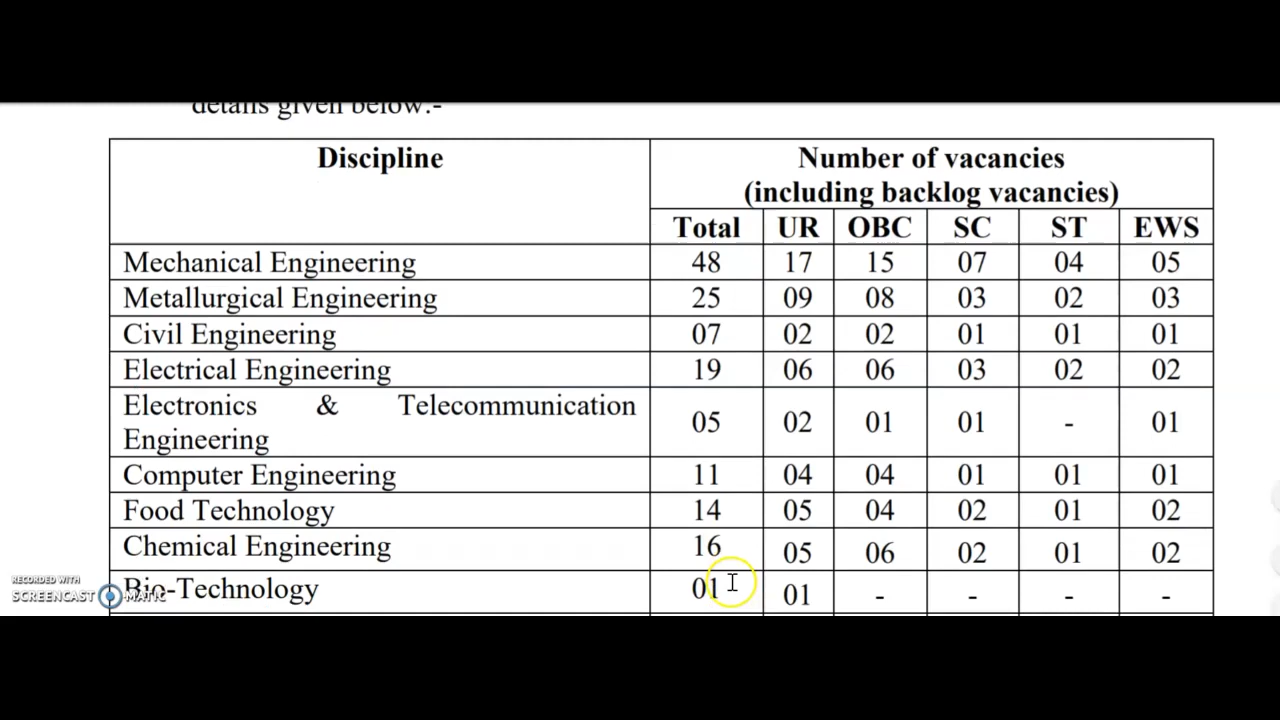 details given below:-
Discipline Number of vacancies
(including backlog vacancies)
Total UR OBC SC ST EWS
Mechanical Engineering 48 17 15 07 04 05
Metallurgical Engineering 25 09 08 03 02 03
Civil Engineering 07 02 02 01 01 01
Electrical Engineering 19 06 06 03 02 02
Electronics & Telecommunication
Engineering 05 02 01 01 - 01
Computer Engineering 11 04 04 01 01 01
Food Technology 14 05 04 02 01 02
Chemical Engineering 16 05 06 02 01 02
Bio-Technology 01 01 - - - -
RECORDED WITH
SCREENCAST MATIC